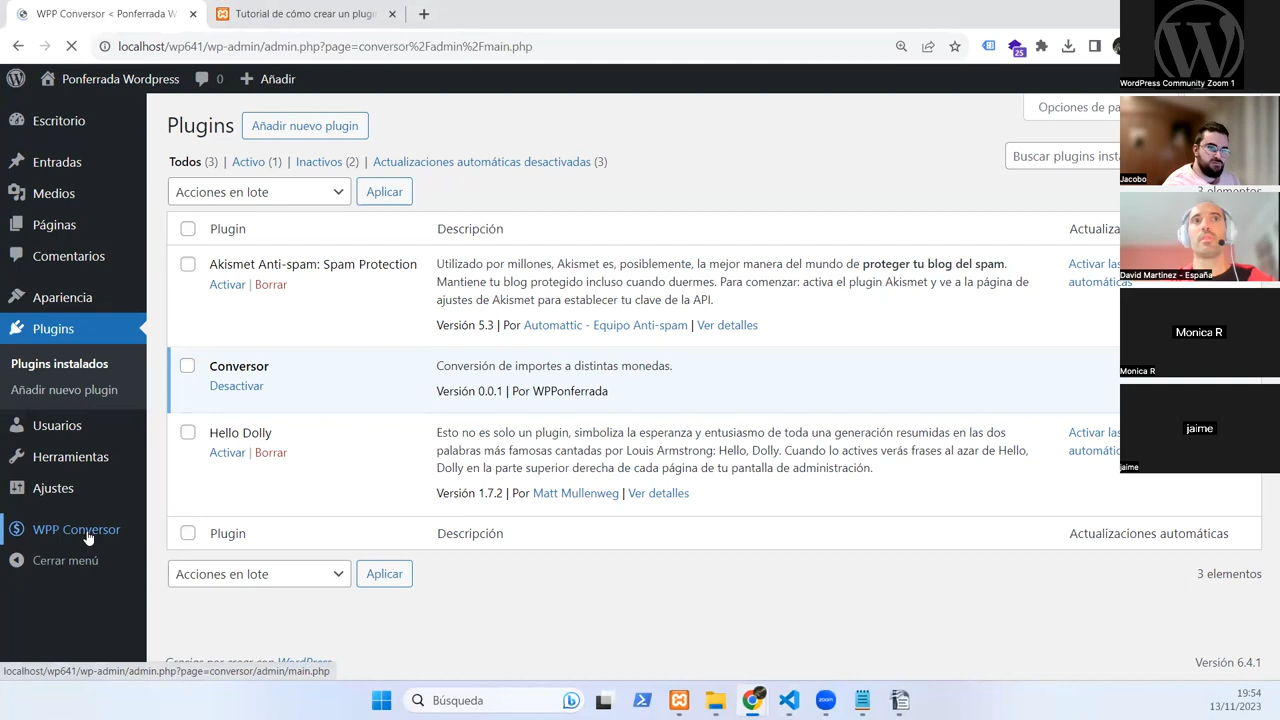 WPP Conversor < Ponferrada W
Tutorial de cómo crear un plugi
localhost/wp641/wp-admin/admin.php?page=conversor%2Fadmin%2Fmain.php
25
Ponferrada Wordpress
0
Añadir
Escritorio
Entradas
Medios
Páginas
Comentarios
Apariencia
Plugins
Plugins instalados
Añadir nuevo plugin
Usuarios
Herramientas
Ajustes
WPP Conversor
Cerrar menú
Opciones de pa
Plugins
Añadir nuevo plugin
Todos (3) | Activo (1) | Inactivos (2) | Actualizaciones automáticas desactivadas (3)
Buscar plugins insta
Acciones en lote
Aplicar
3 elementos
Plugin
Descripción
Actualiza
Akismet Anti-spam: Spam Protection
Activar | Borrar
Utilizado por millones, Akismet es, posiblemente, la mejor manera del mundo de proteger tu blog del spam.
Mantiene tu blog protegido incluso cuando duermes. Para comenzar: activa el plugin Akismet y ve a la página de
ajustes de Akismet para establecer tu clave de la API.
Versión 5.3 | Por Automattic - Equipo Anti-spam | Ver detalles
Activar las
automáticas
Conversor
Desactivar
Conversión de importes a distintas monedas.
Versión 0.0.1 | Por WPPonferrada
Hello Dolly
Activar | Borrar
Esto no es solo un plugin, simboliza la esperanza y entusiasmo de toda una generación resumidas en las dos
palabras más famosas cantadas por Louis Armstrong: Hello, Dolly. Cuando lo actives verás frases al azar de Hello,
Dolly en la parte superior derecha de cada página de tu pantalla de administración.
Versión 1.7.2 | Por Matt Mullenweg | Ver detalles
Activar las
automátic
Plugin
Descripción
Actualizaciones automáticas
Acciones en lote
Aplicar
3 elementos
Gracias por crear con WordPress
Versión 6.4.1
localhost/wp641/wp-admin/admin.php?page=conversor/admin/main.php
Búsqueda
zoom
19:54
13/11/2023
WordPress Community Zoom 1
Jacobo
David Martínez - España
Monica R
Monica R
jaime
jaime